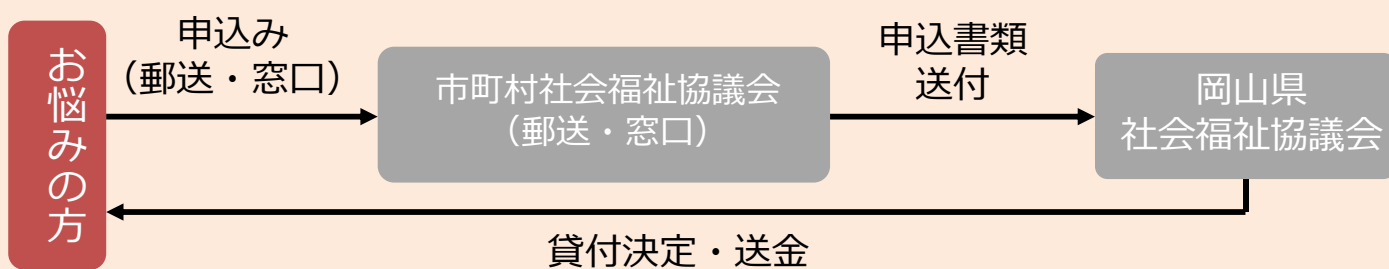 お悩みの方
申込み
（郵送・窓口）
市町村社会福祉協議会
（郵送・窓口）
申込書類
送付
岡山県
社会福祉協議会
貸付決定・送金